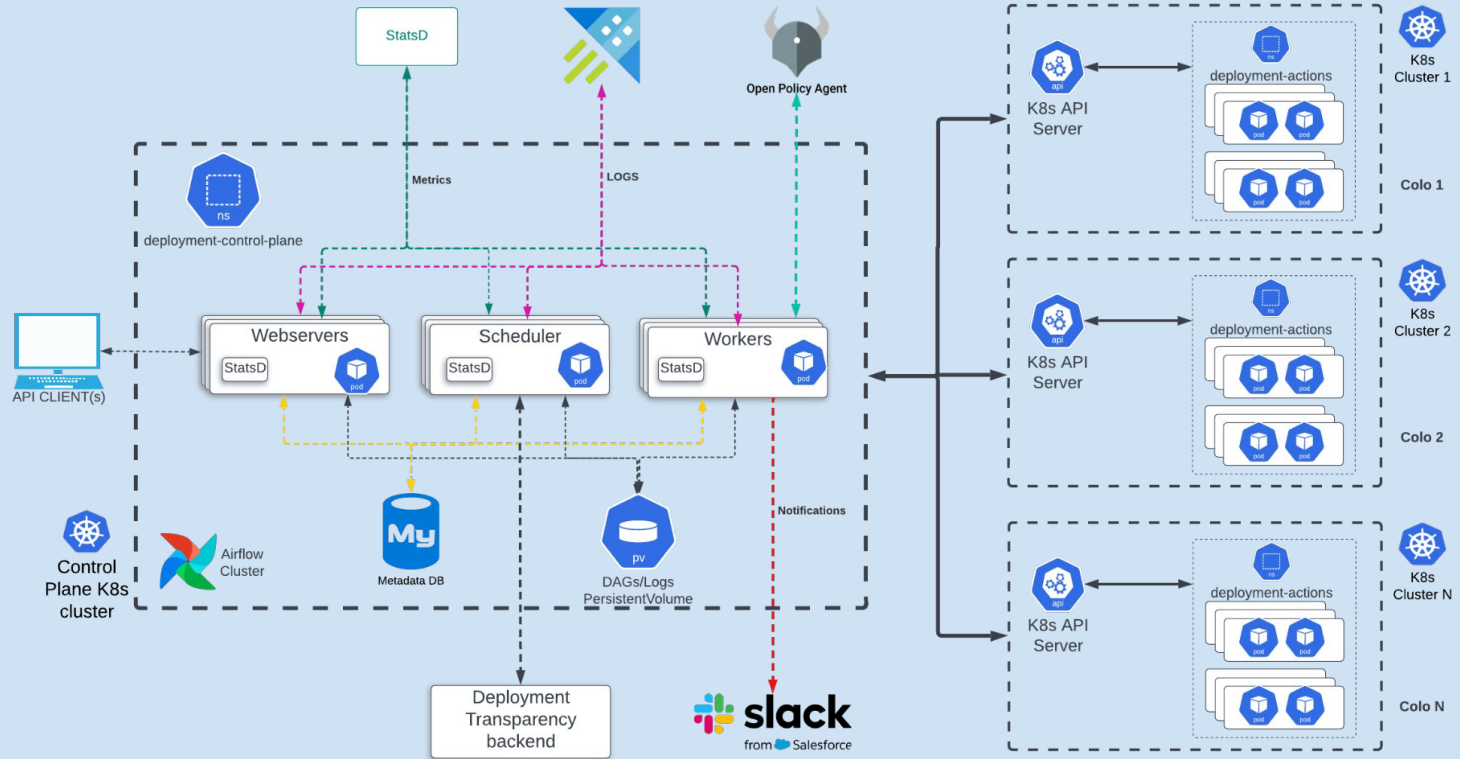 StatsD
Open Policy Agent
Metrics
LOGS
ns
deployment-control-plane
Webservers
StatsD
pod
Scheduler
StatsD
pod
Workers
StatsD
pod
API CLIENT(s)
My
Metadata DB
pv
DAGs/Logs
PersistentVolume
Notifications
Control
Plane K8s
cluster
Airflow
Cluster
Deployment
Transparency
backend
slack
from Salesforce
api
K8s API
Server
ns
deployment-actions
pod
pod
pod
pod
K8s
Cluster 1
Colo 1
api
K8s API
Server
ns
deployment-actions
pod
pod
pod
pod
K8s
Cluster 2
Colo 2
api
K8s API
Server
ns
deployment-actions
pod
pod
pod
pod
K8s
Cluster N
Colo N